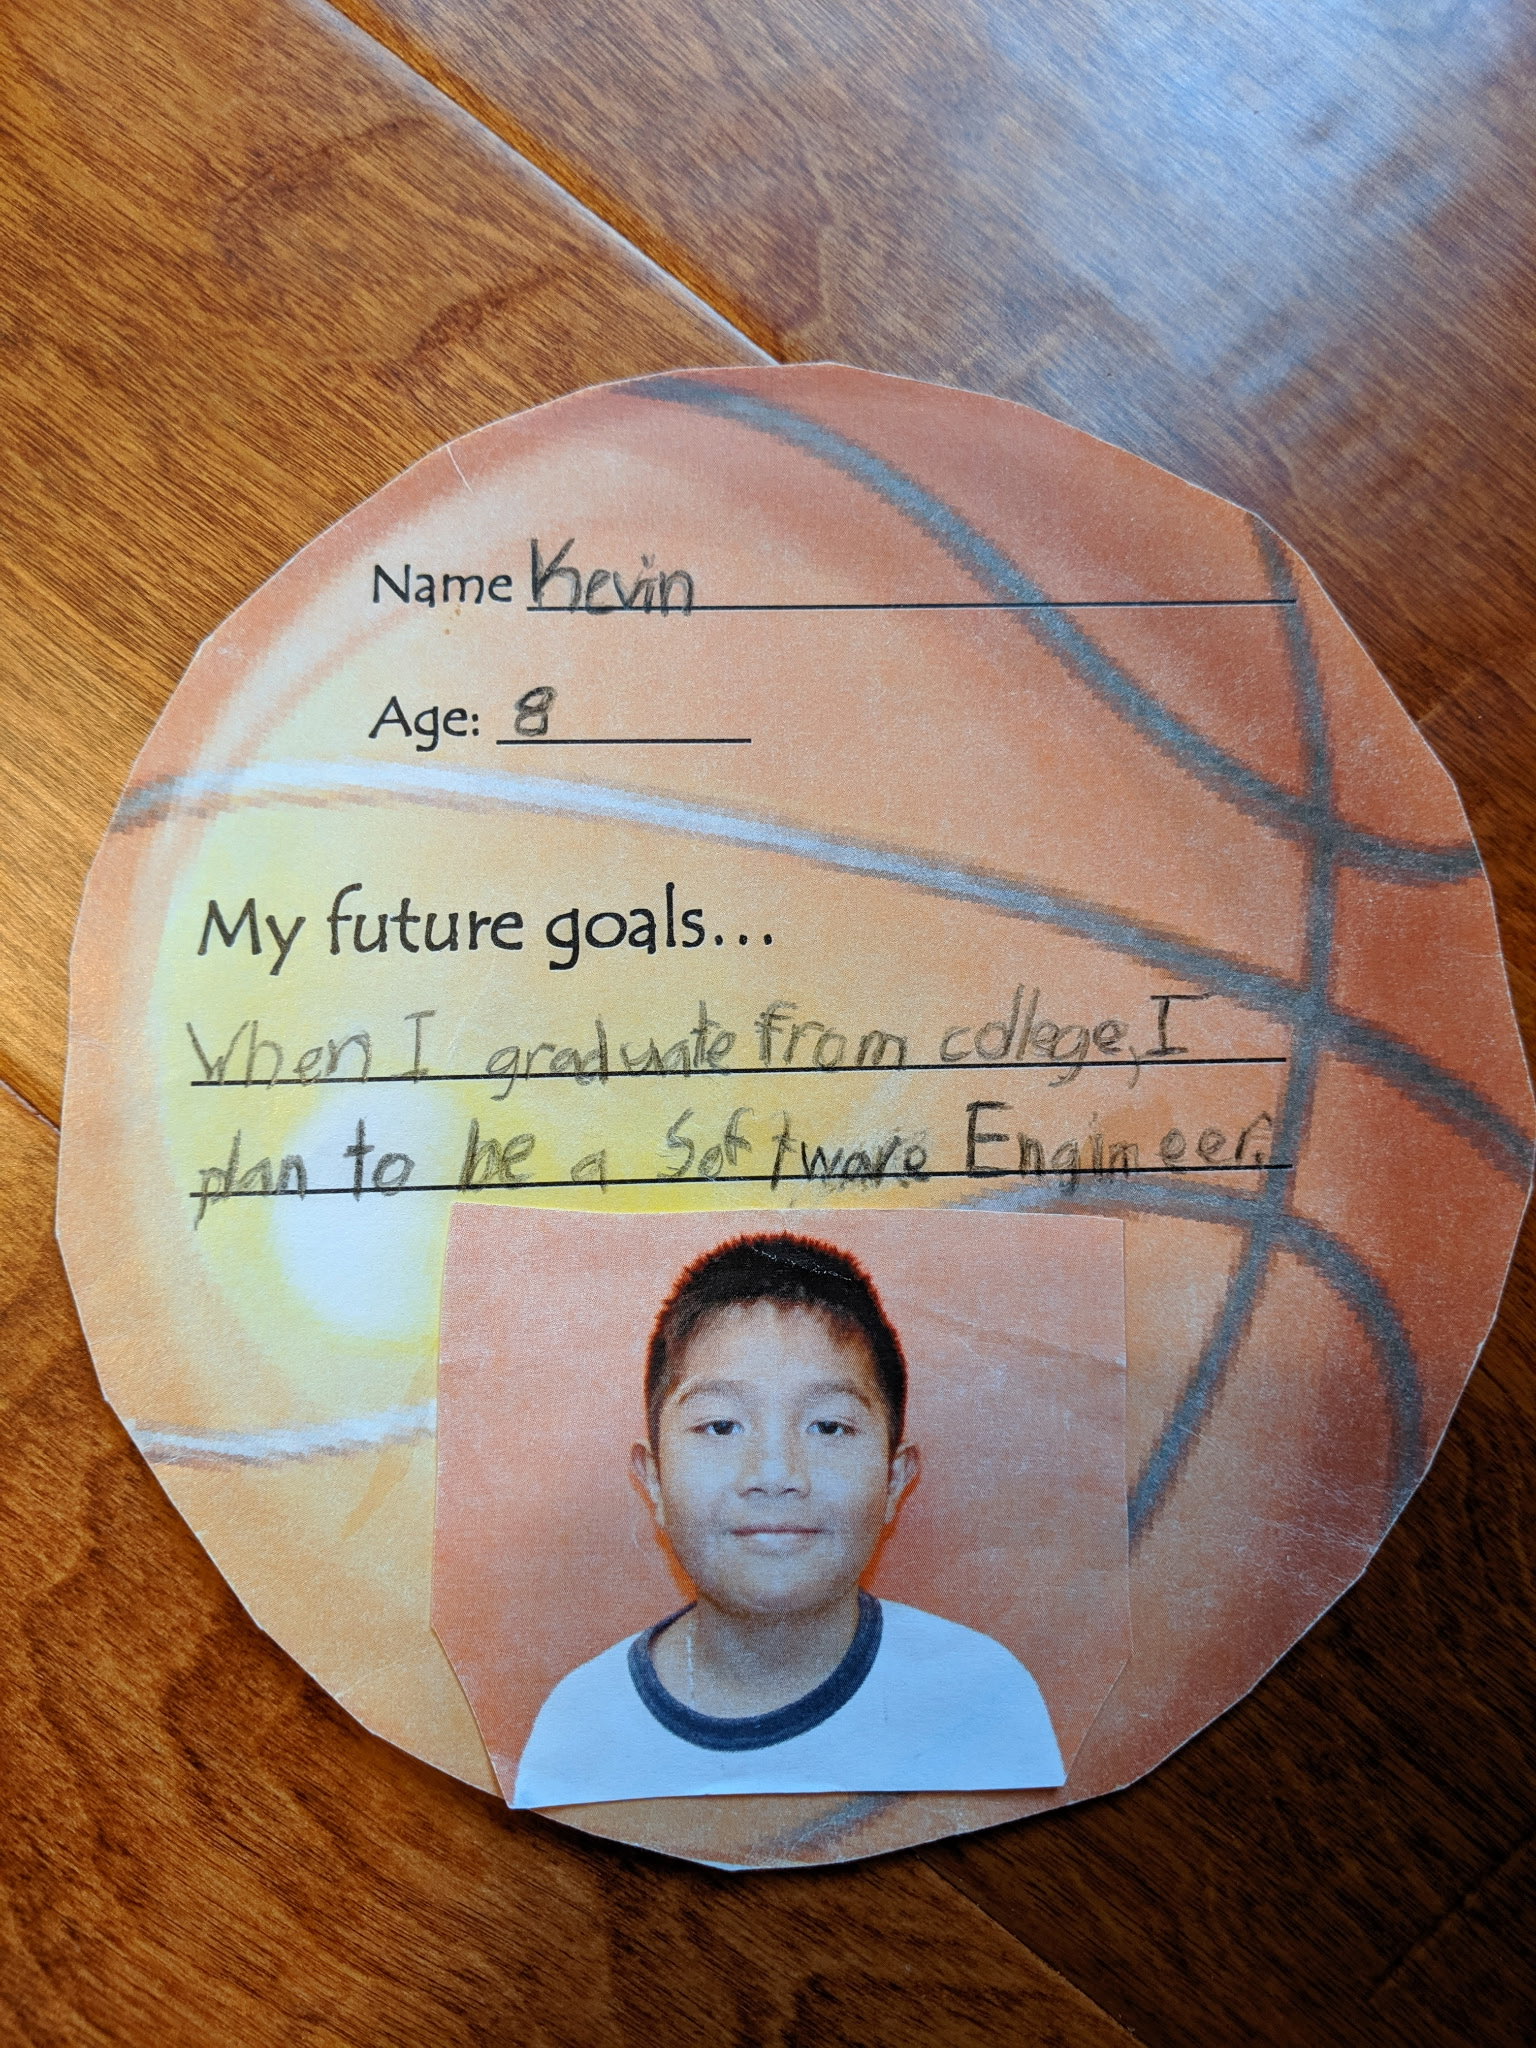 Name Kevin
Age: 8
My future goals...
When I graduate from college, I
plan to be a Software Engineer.